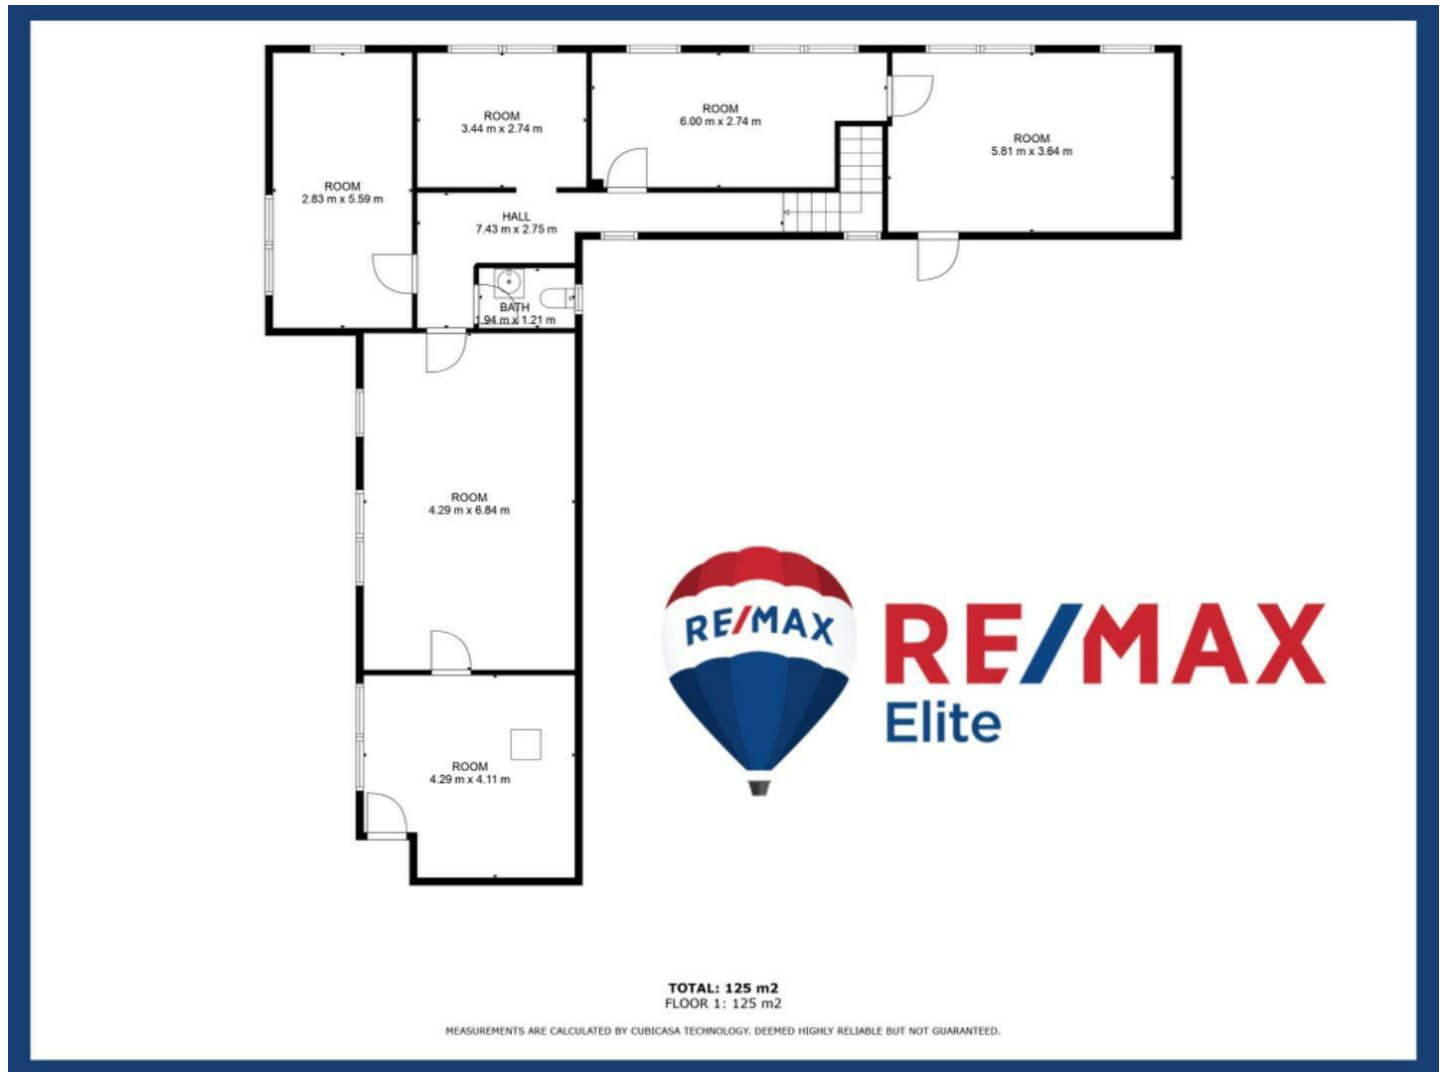 ROOM
3.44 m x 2.74 m
ROOM
6.00 m x 2.74 m
ROOM
5.81 m x 3.64 m
ROOM
2.83 m x 5.59 m
HALL
7.43 m x 2.75 m
BATH
1.94 m x 1.21 m
ROOM
4.29 m x 6.84 m
RE/MAX
RE/MAX
Elite
ROOM
4.29 m x 4.11 m
TOTAL: 125 m2
FLOOR 1: 125 m2
MEASUREMENTS ARE CALCULATED BY CUBICASA TECHNOLOGY. DEEMED HIGHLY RELIABLE BUT NOT GUARANTEED.